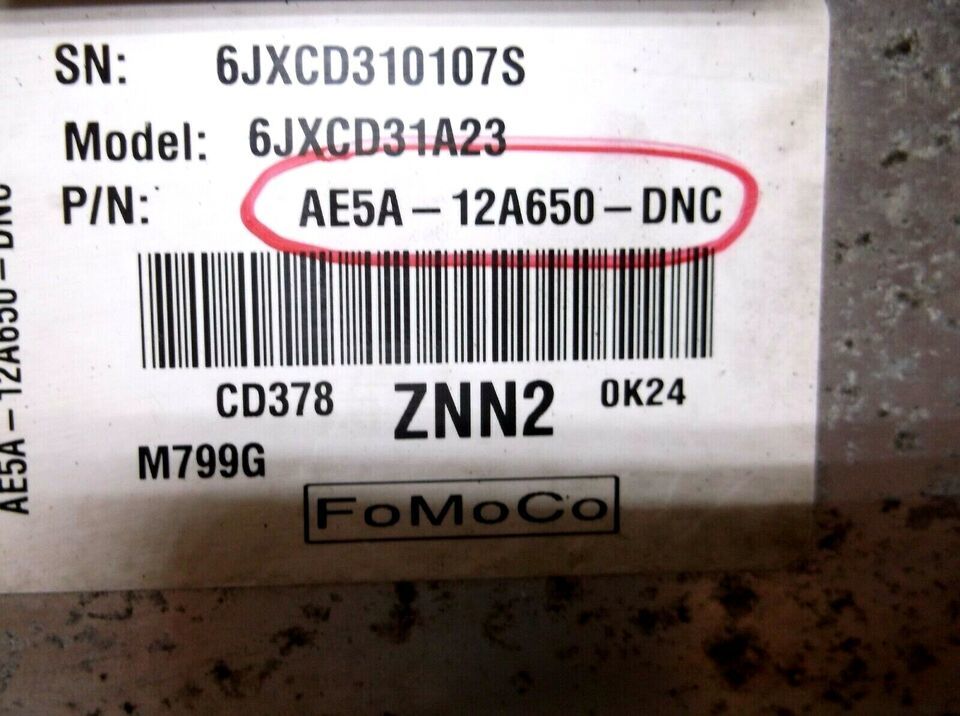 SN: 6JXCD310107S
Model: 6JXCD31A23
P/N: AE5A-12A650-DNC
CD378 ZNN2 0K24
M799G
FoMoCo
AE5A-12A650-DNC